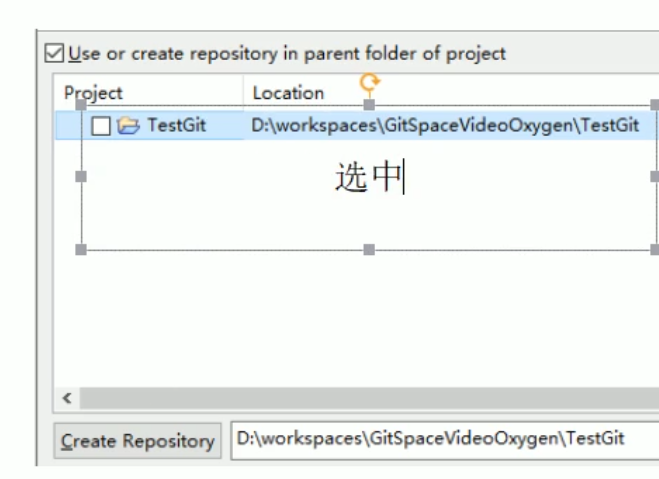 Use or create repository in parent folder of project
Project Location
TestGit D:\workspaces\GitSpaceVideoOxygen\TestGit
选中
Create Repository D:\workspaces\GitSpaceVideoOxygen\TestGit